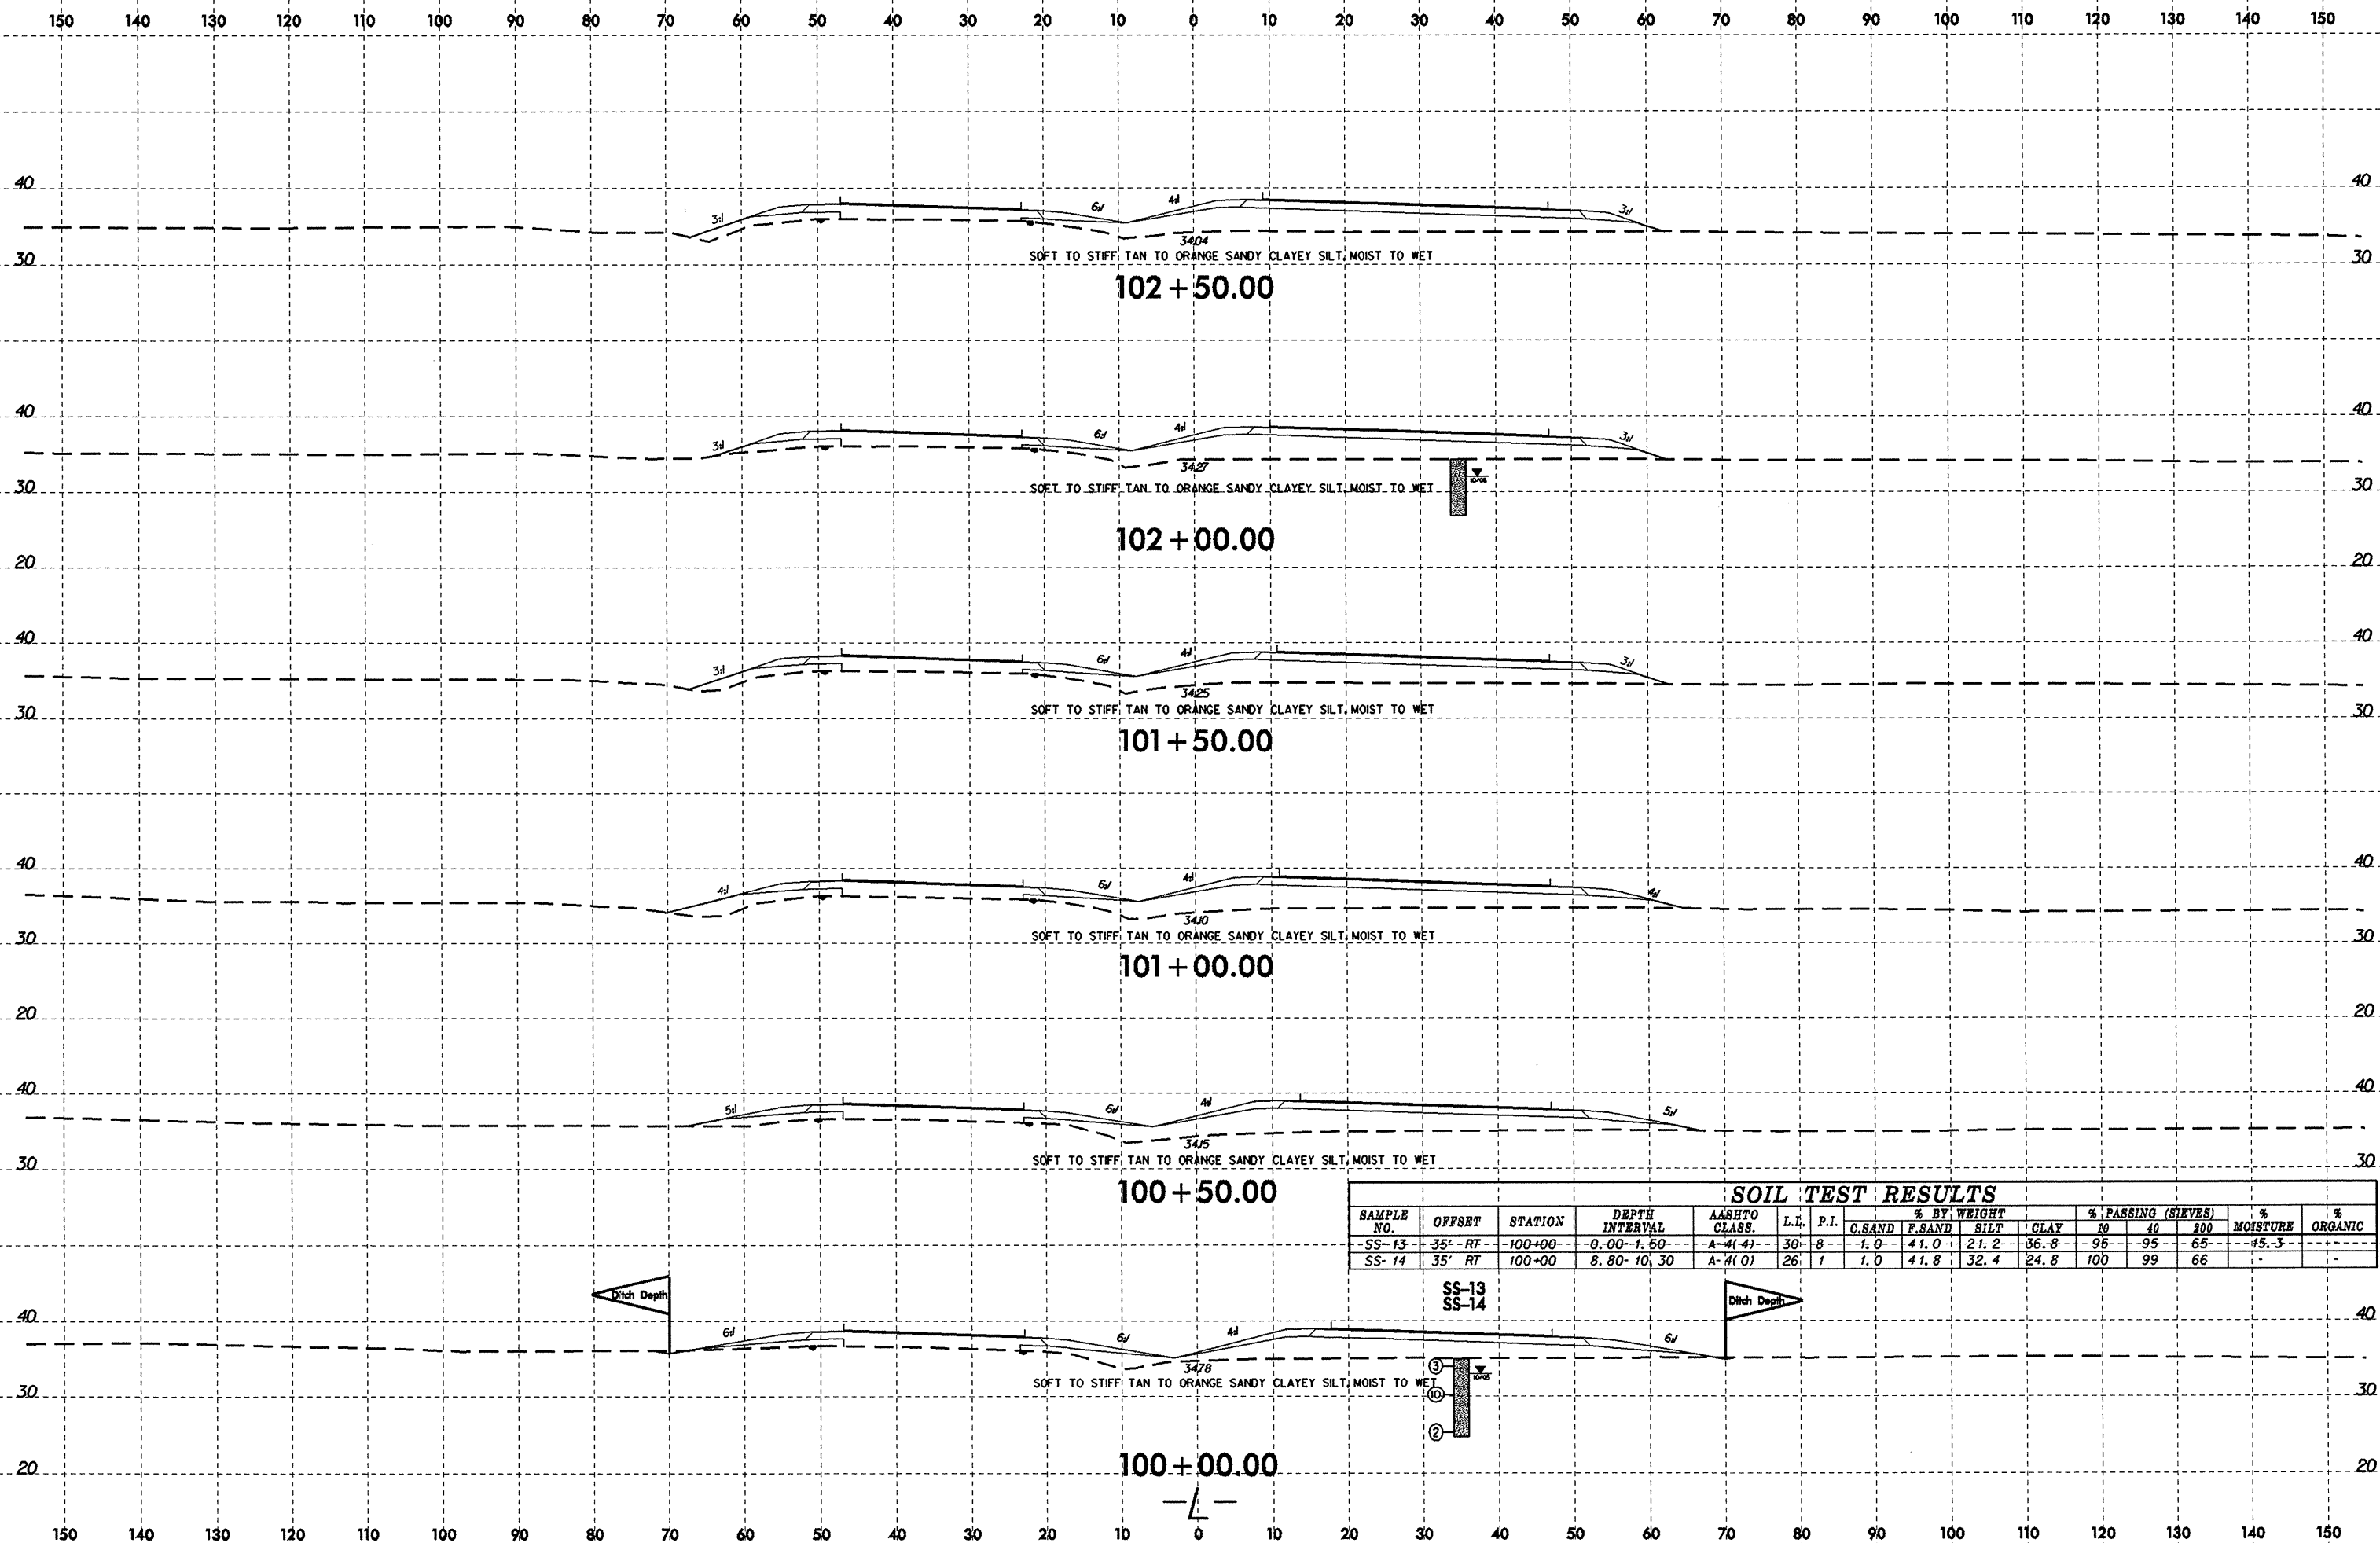 150 140 130 120 110 100 90 80 70 60 50 40 30 20 10 0 10 20 30 40 50 60 70 80 90 100 110 120 130 140 150
40 40
3:1 6:1 4:1 3:1
34.04
30 30
SOFT TO STIFF, TAN TO ORANGE SANDY CLAYEY SILT, MOIST TO WET
102+50.00
40 40
3:1 6:1 4:1 3:1
34.27
30 30
SOFT TO STIFF, TAN TO ORANGE SANDY CLAYEY SILT, MOIST TO WET
102+00.00
20 20
40 40
3:1 6:1 4:1 3:1
34.25
30 30
SOFT TO STIFF, TAN TO ORANGE SANDY CLAYEY SILT, MOIST TO WET
101+50.00
40 40
4:1 6:1 4:1 4:1
34.10
30 30
SOFT TO STIFF, TAN TO ORANGE SANDY CLAYEY SILT, MOIST TO WET
101+00.00
20 20
40 40
5:1 6:1 4:1 5:1
34.15
30 30
SOFT TO STIFF, TAN TO ORANGE SANDY CLAYEY SILT, MOIST TO WET
100+50.00
SOIL TEST RESULTS
SAMPLE NO. OFFSET STATION DEPTH INTERVAL AASHTO CLASS. L.L. P.I. % BY WEIGHT C.SAND F.SAND SILT CLAY % PASSING (SIEVES) 10 40 200 % MOISTURE % ORGANIC
SS-13 35' RT 100+00 0.00-1.50 A-4(4) 30 8 1.0 41.0 21.2 36.8 95 95 65 15.3 -
SS-14 35' RT 100+00 8.80-10.30 A-4(0) 26 1 1.0 41.8 32.4 24.8 100 99 66 - -
SS-13
SS-14
Ditch Depth Ditch Depth
40 40
6:1 6:1 4:1 6:1
34.78
3
10
2
30 30
SOFT TO STIFF, TAN TO ORANGE SANDY CLAYEY SILT, MOIST TO WET
100+00.00
20 20
-L-
150 140 130 120 110 100 90 80 70 60 50 40 30 20 10 0 10 20 30 40 50 60 70 80 90 100 110 120 130 140 150